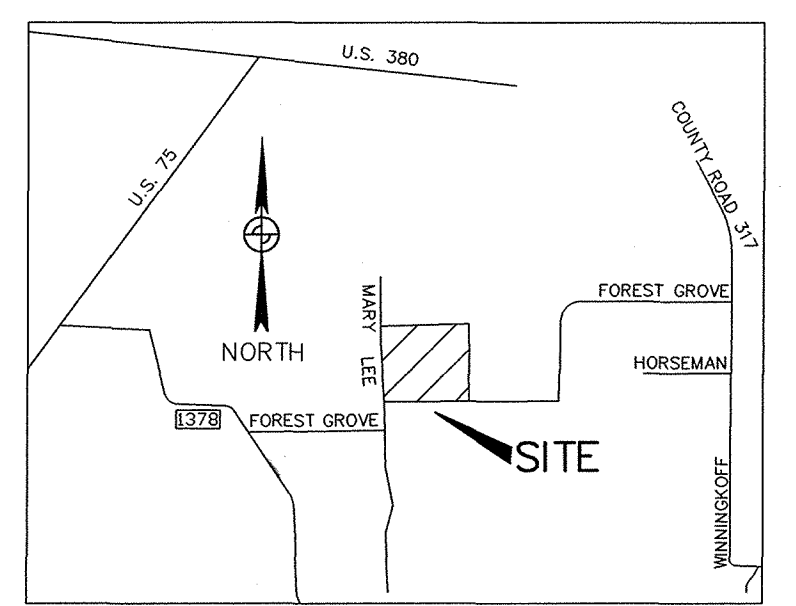 U.S. 380
U.S. 75
COUNTY ROAD 317
MARY LEE
FOREST GROVE
NORTH
HORSEMAN
1378
FOREST GROVE
SITE
WINNINGKOFF